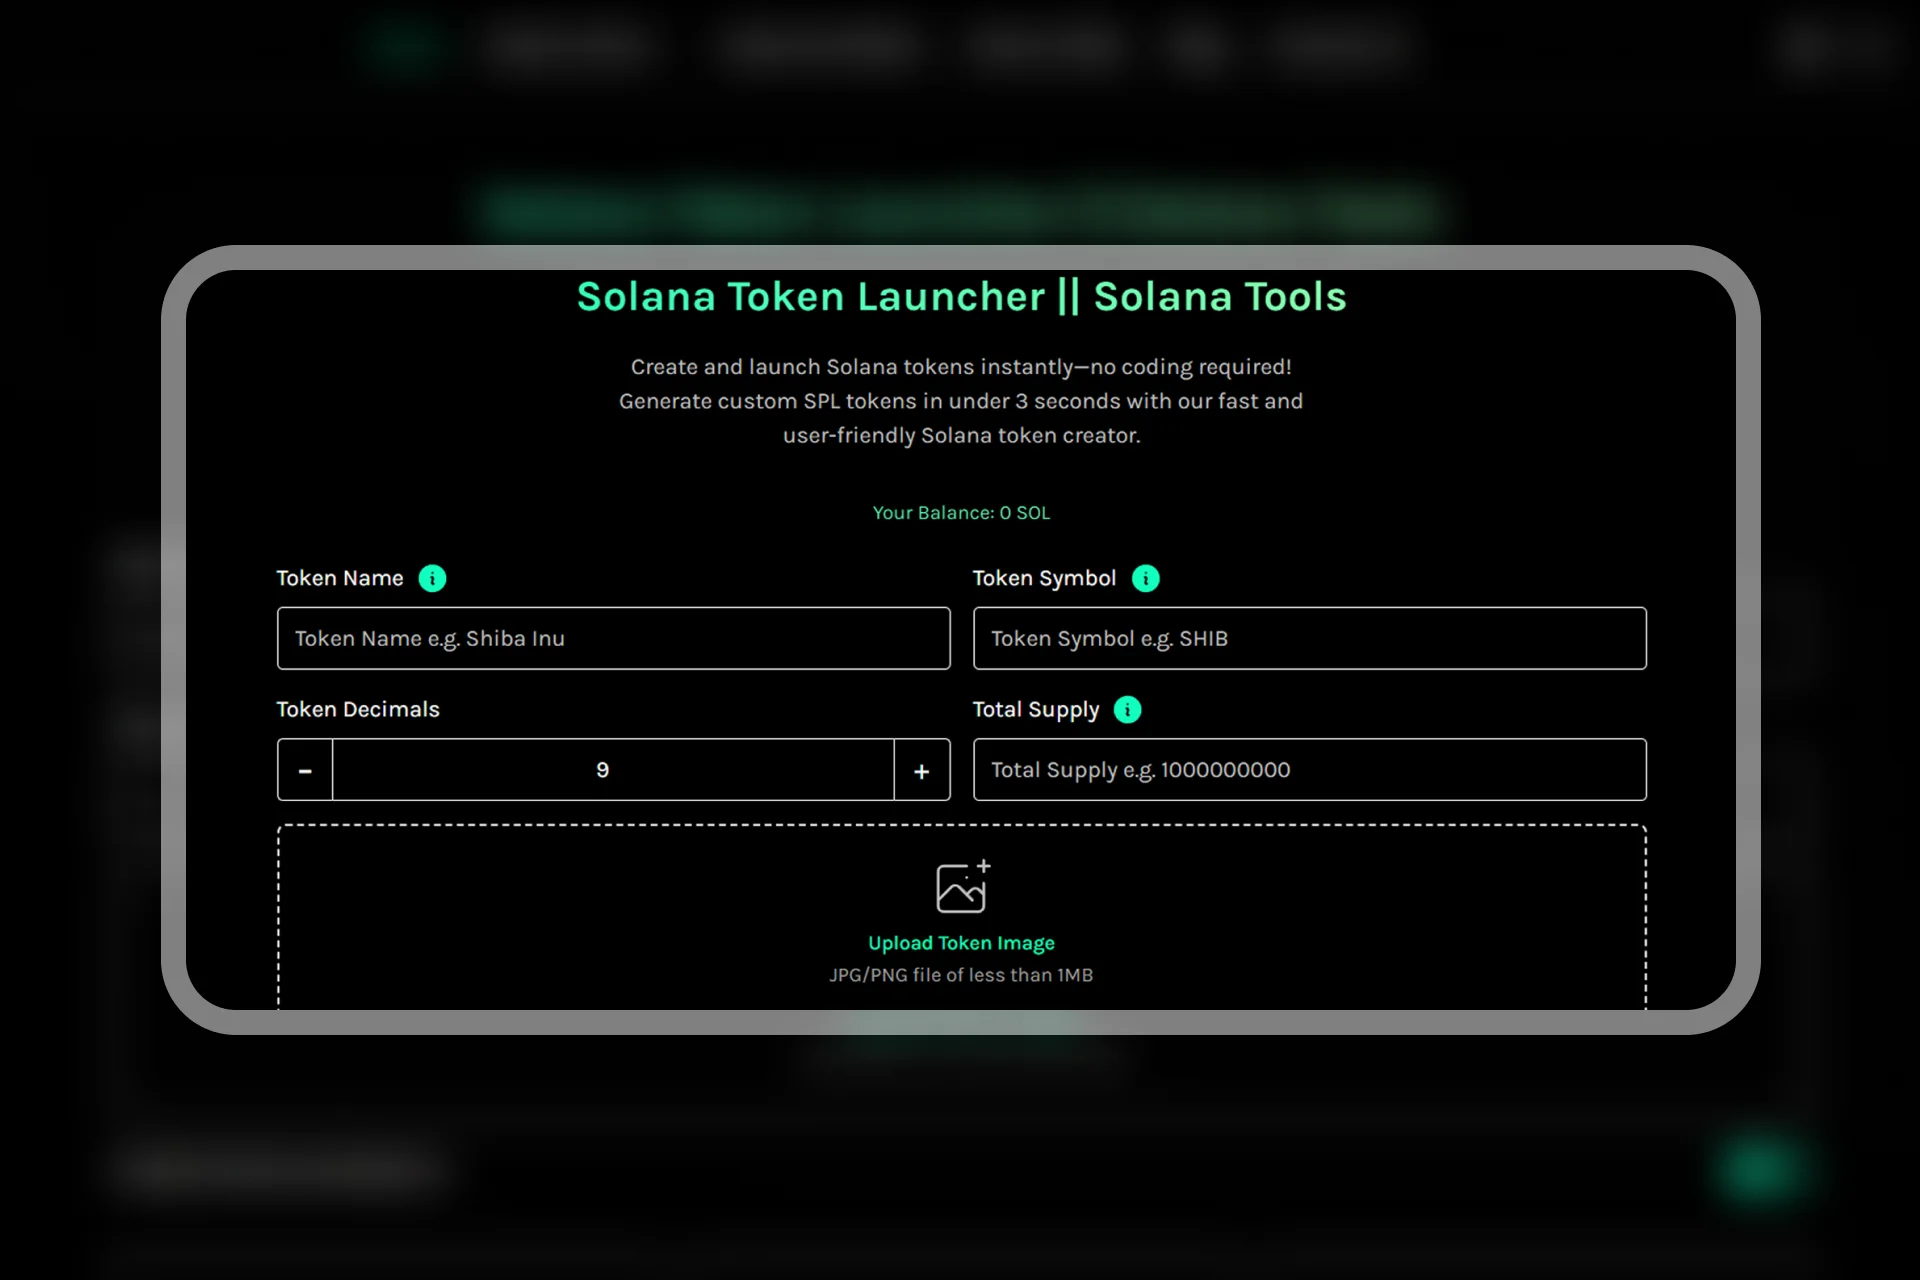 Solana Token Launcher || Solana Tools
Create and launch Solana tokens instantly—no coding required!
Generate custom SPL tokens in under 3 seconds with our fast and
user-friendly Solana token creator.
Your Balance: 0 SOL
Token Name
Token Symbol
Token Name e.g. Shiba Inu
Token Symbol e.g. SHIB
Token Decimals
Total Supply
9
Total Supply e.g. 1000000000
Upload Token Image
JPG/PNG file of less than 1MB